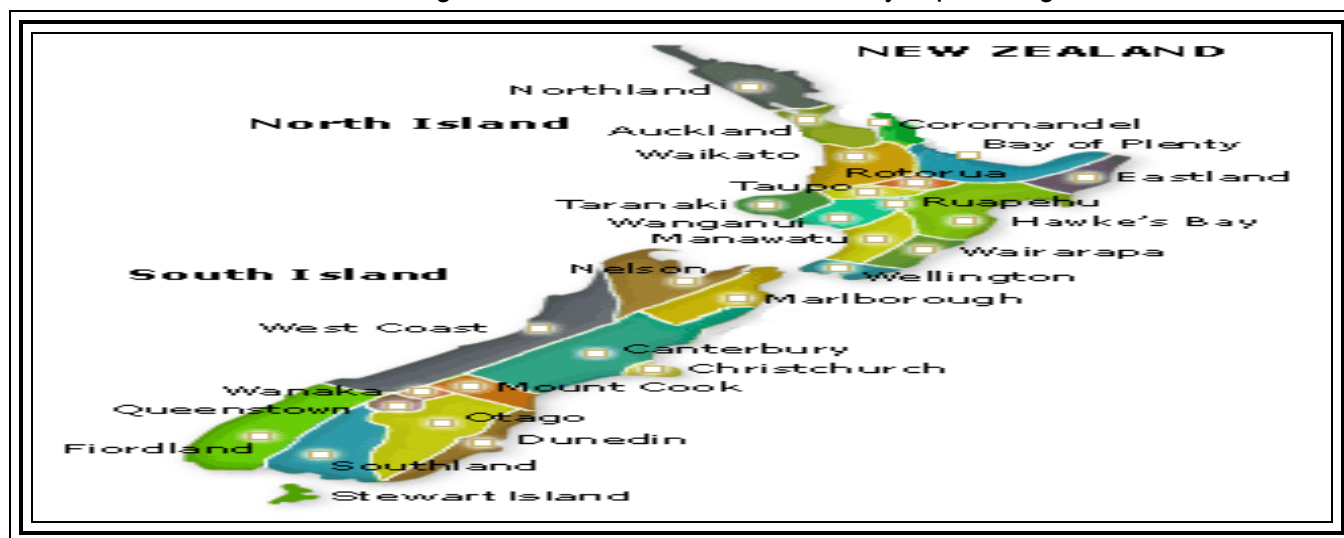 NEW ZEALAND
Northland
North Island
Coromandel
Auckland
Bay of Plenty
Waikato
Rotorua
Eastland
Taupo
Taranaki
Ruapehu
Wanganui
Hawke's Bay
Manawatu
Wairarapa
South Island
Nelson
Wellington
Marlborough
West Coast
Canterbury
Christchurch
Wanaka
Mount Cook
Queenstown
Otago
Dunedin
Fiordland
Southland
Stewart Island